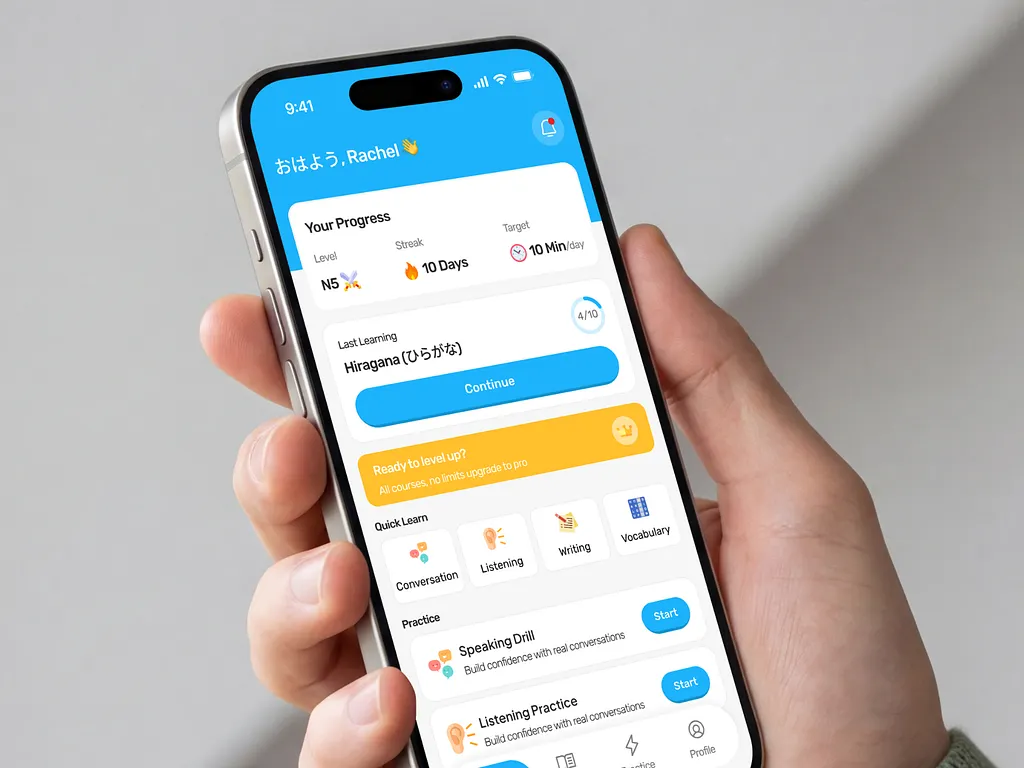 9:41
おはよう, Rachel
Your Progress
Level
Streak
Target
N5
10 Days
10 Min/day
Last Learning
4/10
Hiragana (ひらがな)
Continue
Ready to level up?
All courses, no limits upgrade to pro
Quick Learn
Conversation
Listening
Writing
Vocabulary
Practice
Speaking Drill
Build confidence with real conversations
Start
Listening Practice
Build confidence with real conversations
Start
Profile